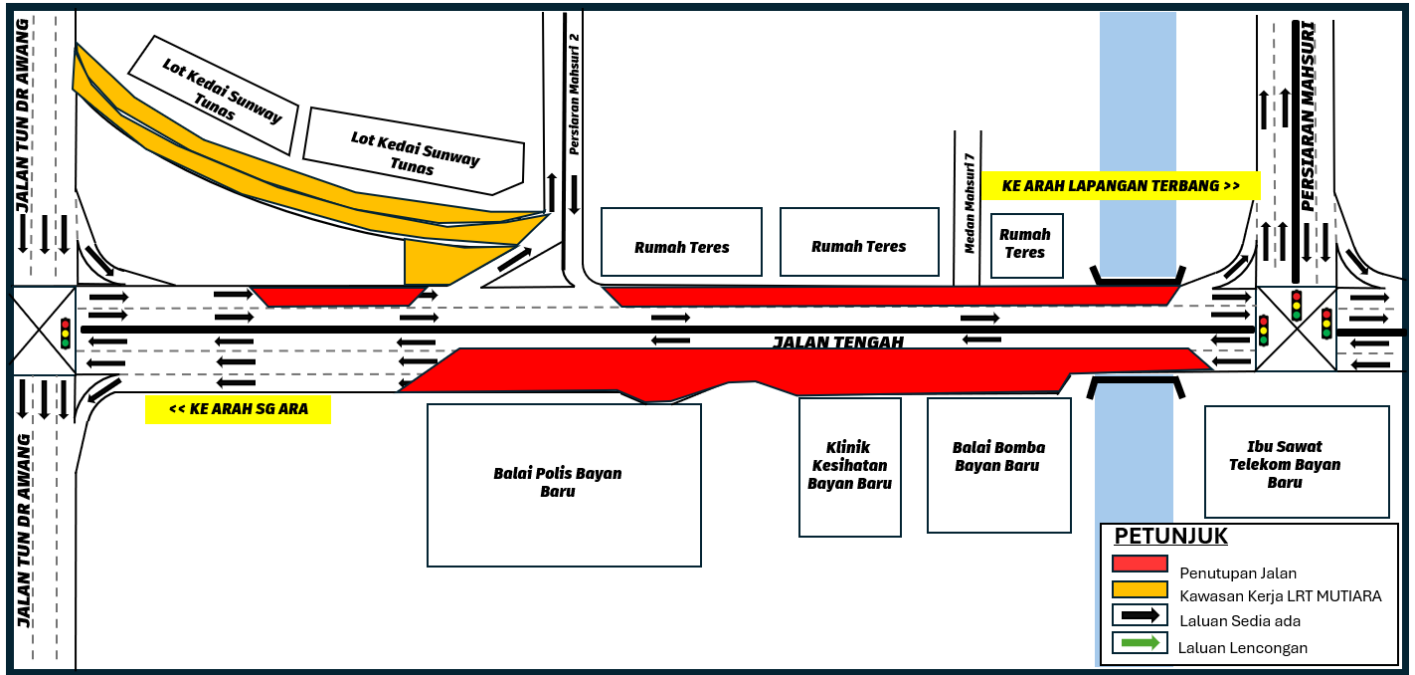 JALAN TUN DR AWANG
Lot Kedai Sunway
Tunas
Lot Kedai Sunway
Tunas
Persiaran Mahsuri 2
Medan Mahsuri 7
KE ARAH LAPANGAN TERBANG >>
PERSIARAN MAHSURI
Rumah Teres
Rumah Teres
Rumah
Teres
JALAN TENGAH
<< KE ARAH SG ARA
JALAN TUN DR AWANG
Balai Polis Bayan
Baru
Klinik
Kesihatan
Bayan Baru
Balai Bomba
Bayan Baru
Ibu Sawat
Telekom Bayan
Baru
PETUNJUK
Penutupan Jalan
Kawasan Kerja LRT MUTIARA
Laluan Sedia ada
Laluan Lencongan